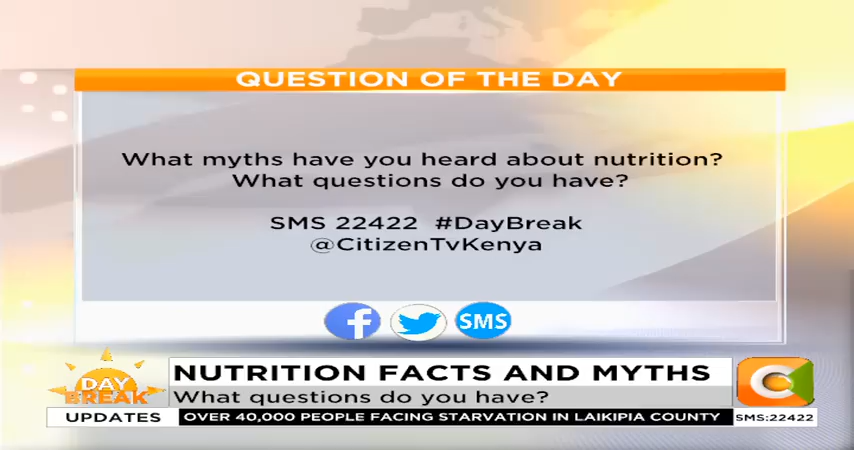 QUESTION OF THE DAY
What myths have you heard about nutrition?
What questions do you have?
SMS 22422 #DayBreak
@CitizenTvKenya
f
SMS
DAY
BREAK
NUTRITION FACTS AND MYTHS
What questions do you have?
UPDATES
OVER 40,000 PEOPLE FACING STARVATION IN LAIKIPIA COUNTY
SMS:22422